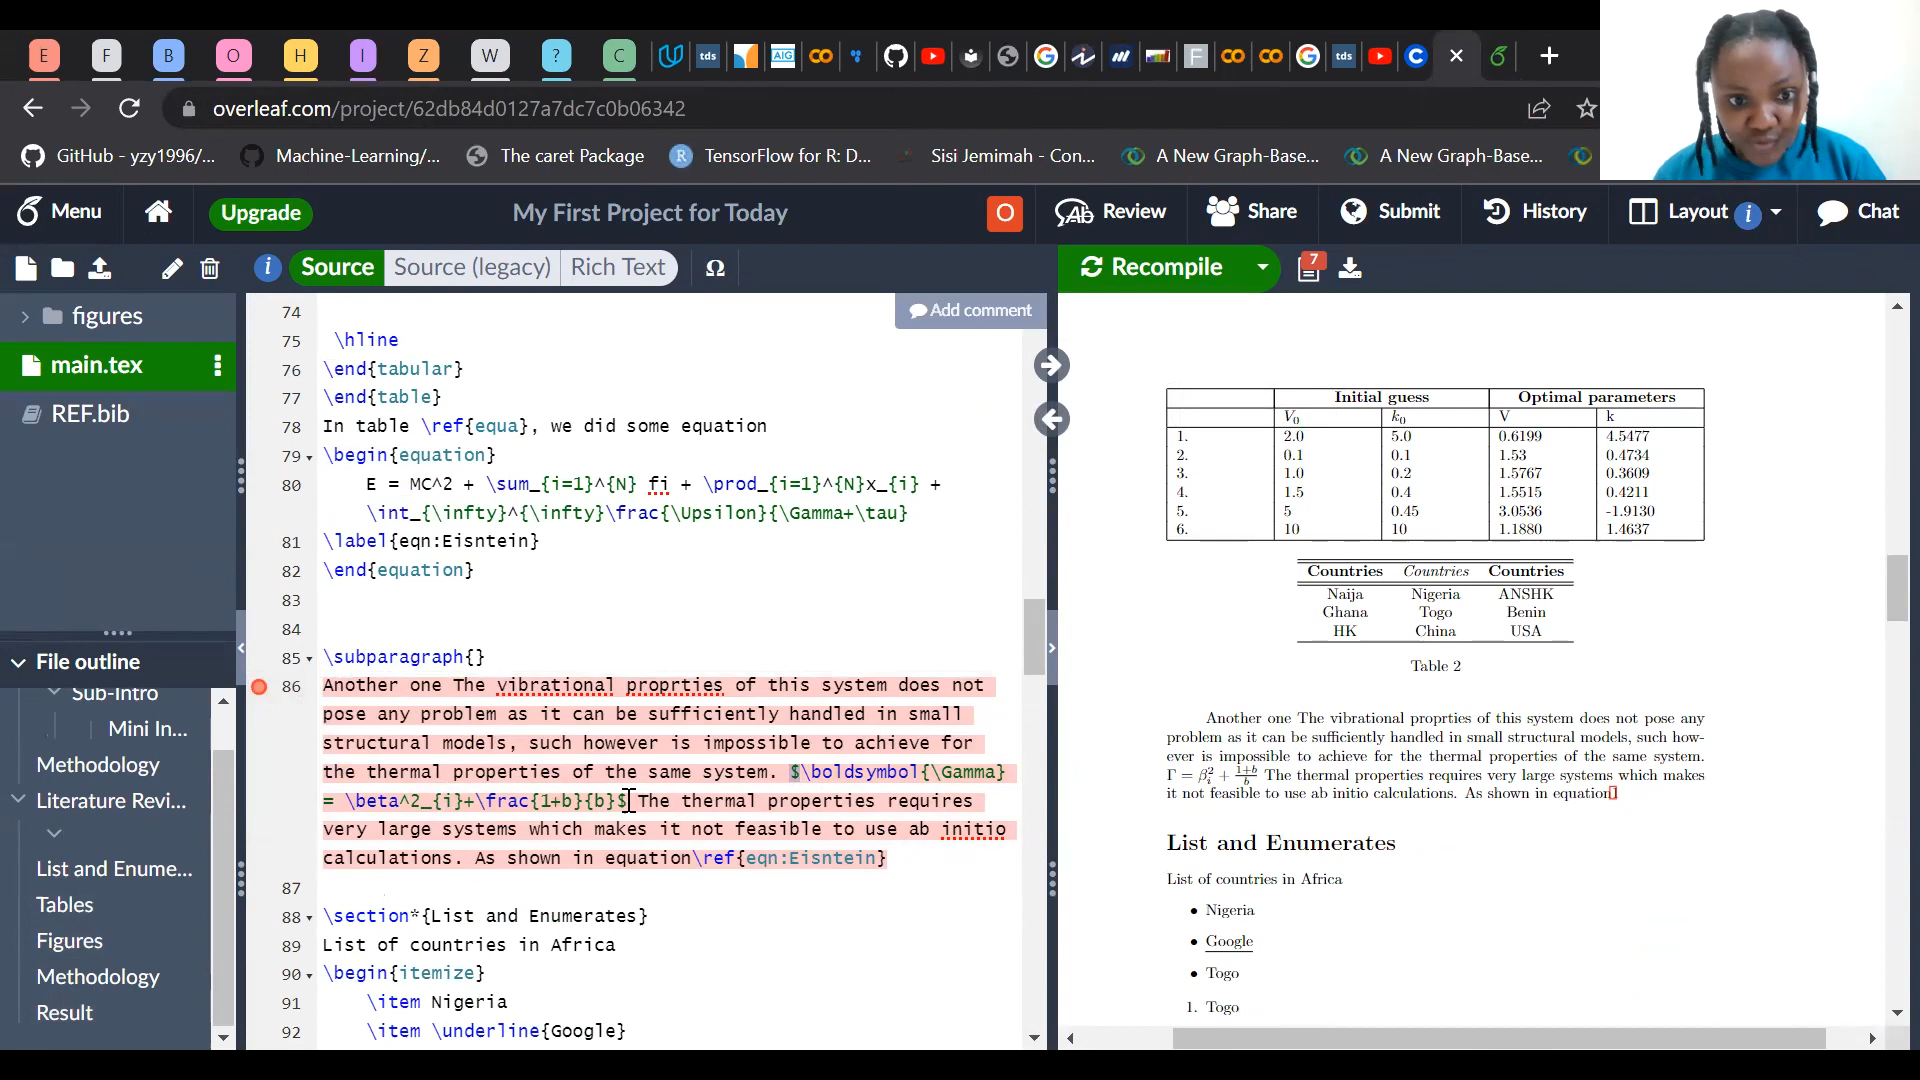 E F B O H I Z W ? C tds AIG F tds
overleaf.com/project/62db84d0127a7dc7c0b06342
GitHub - yzy1996/... Machine-Learning/... The caret Package TensorFlow for R: D... Sisi Jemimah - Con... A New Graph-Base... A New Graph-Base...
Menu Upgrade My First Project for Today O Review Share Submit History Layout i Chat
i Source Source (legacy) Rich Text Ω Recompile 7
figures
main.tex
REF.bib
File outline
Sub-Intro
Mini In...
Methodology
Literature Revi...
List and Enume...
Tables
Figures
Methodology
Result
Add comment
74
75 \hline
76 \end{tabular}
77 \end{table}
78 In table \ref{equa}, we did some equation
79 \begin{equation}
80 E = MC^2 + \sum_{i=1}^{N} fi + \prod_{i=1}^{N}x_{i} +
\int_{\infty}^{\infty}\frac{\Upsilon}{\Gamma+\tau}
81 \label{eqn:Eisntein}
82 \end{equation}
83
84
85 \subparagraph{}
86 Another one The vibrational proprties of this system does not
pose any problem as it can be sufficiently handled in small
structural models, such however is impossible to achieve for
the thermal properties of the same system. $\boldsymbol{\Gamma}
= \beta^2_{i}+\frac{1+b}{b}$ The thermal properties requires
very large systems which makes it not feasible to use ab initio
calculations. As shown in equation\ref{eqn:Eisntein}
87
88 \section*{List and Enumerates}
89 List of countries in Africa
90 \begin{itemize}
91 \item Nigeria
92 \item \underline{Google}
Initial guess Optimal parameters
V0 k0 V k
1. 2.0 5.0 0.6199 4.5477
2. 0.1 0.1 1.53 0.4734
3. 1.0 0.2 1.5767 0.3609
4. 1.5 0.4 1.5515 0.4211
5. 5 0.45 3.0536 -1.9130
6. 10 10 1.1880 1.4637
Countries Countries Countries
Naija Nigeria ANSHK
Ghana Togo Benin
HK China USA
Table 2
Another one The vibrational proprties of this system does not pose any
problem as it can be sufficiently handled in small structural models, such how-
ever is impossible to achieve for the thermal properties of the same system.
Γ = β²ᵢ + 1+b/b The thermal properties requires very large systems which makes
it not feasible to use ab initio calculations. As shown in equation1
List and Enumerates
List of countries in Africa
• Nigeria
• Google
• Togo
1. Togo